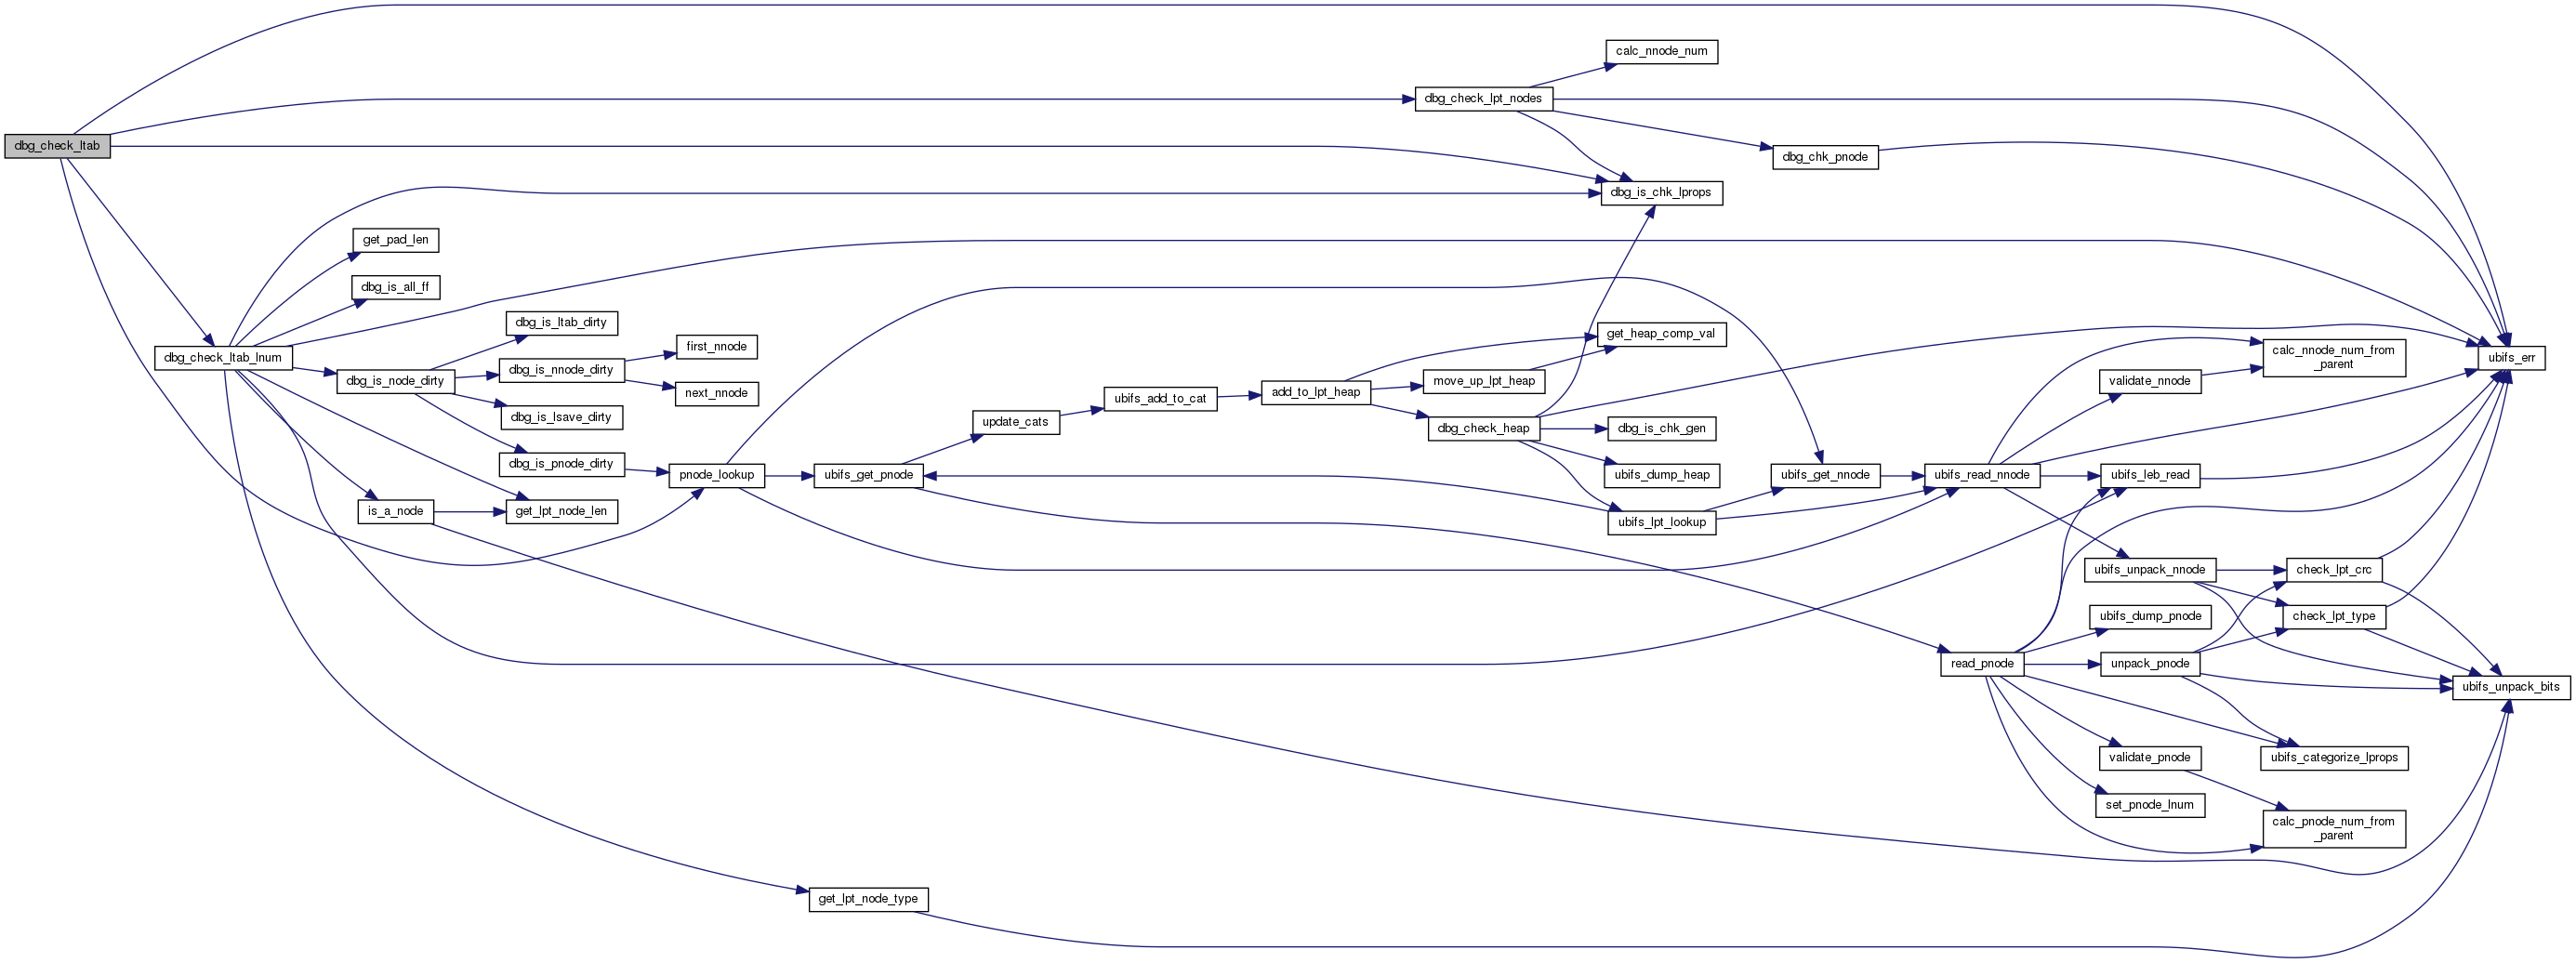 calc_nnode_num
dbg_check_lpt_nodes
dbg_check_ltab
dbg_chk_pnode
dbg_is_chk_lprops
get_pad_len
dbg_is_all_ff
dbg_is_ltab_dirty
get_heap_comp_val
first_nnode
dbg_check_ltab_lnum
calc_nnode_num_from
_parent
ubifs_err
dbg_is_nnode_dirty
dbg_is_node_dirty
move_up_lpt_heap
validate_nnode
next_nnode
add_to_lpt_heap
ubifs_add_to_cat
dbg_is_lsave_dirty
update_cats
dbg_check_heap
dbg_is_chk_gen
dbg_is_pnode_dirty
pnode_lookup
ubifs_get_pnode
ubifs_dump_heap
ubifs_get_nnode
ubifs_read_nnode
ubifs_leb_read
is_a_node
get_lpt_node_len
ubifs_lpt_lookup
ubifs_unpack_nnode
check_lpt_crc
ubifs_dump_pnode
check_lpt_type
read_pnode
unpack_pnode
ubifs_unpack_bits
validate_pnode
ubifs_categorize_lprops
set_pnode_lnum
calc_pnode_num_from
_parent
get_lpt_node_type